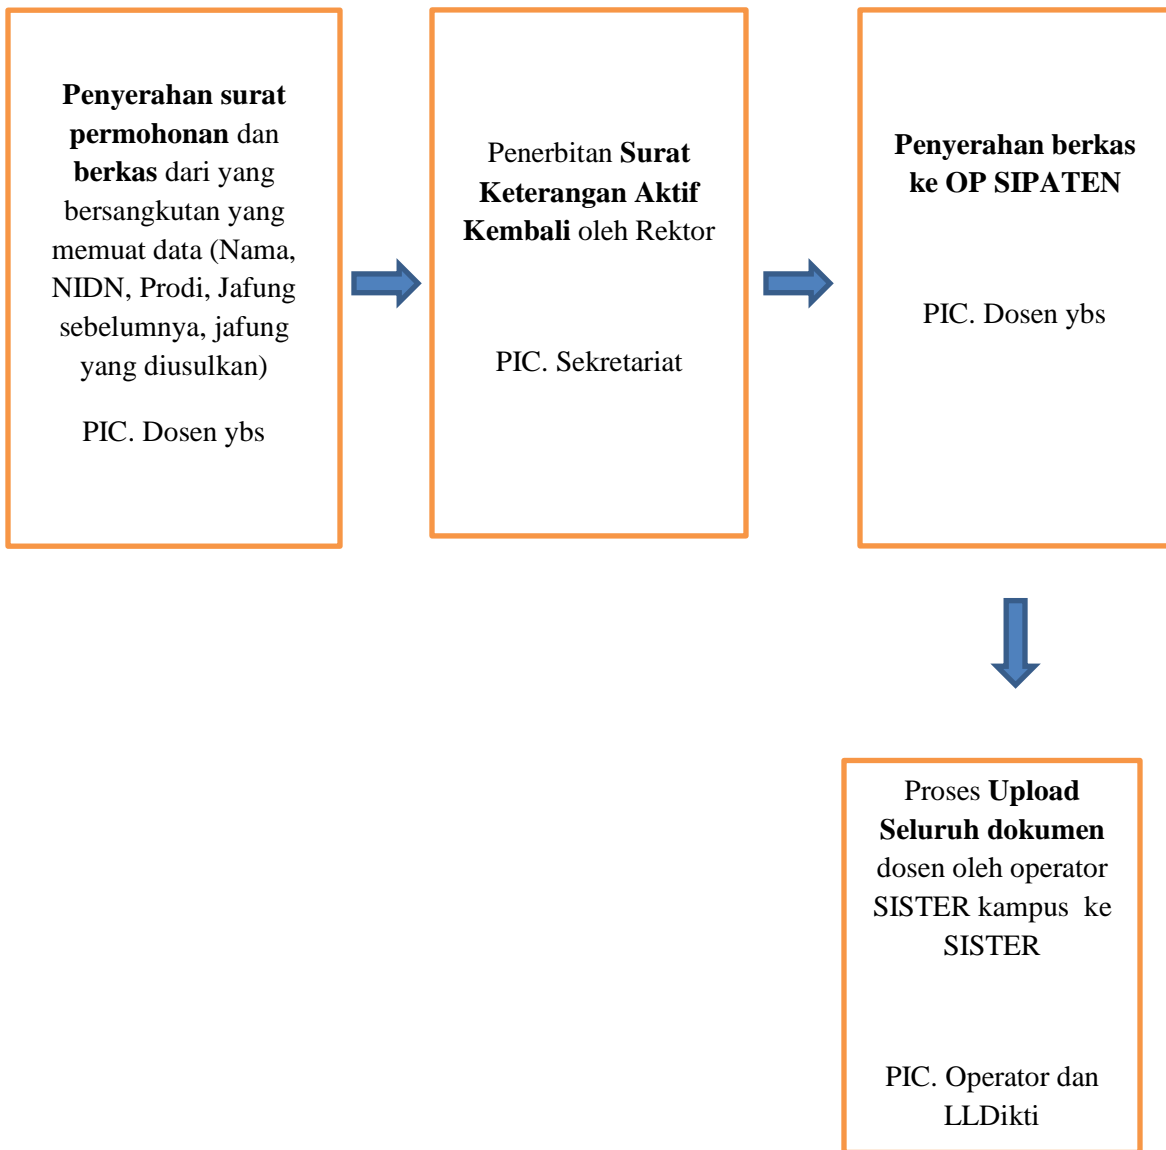 Penyerahan surat
permohonan dan
berkas dari yang
bersangkutan yang
memuat data (Nama,
NIDN, Prodi, Jafung
sebelumnya, jafung
yang diusulkan)
PIC. Dosen ybs
Penerbitan Surat
Keterangan Aktif
Kembali oleh Rektor
PIC. Sekretariat
Penyerahan berkas
ke OP SIPATEN
PIC. Dosen ybs
Proses Upload
Seluruh dokumen
dosen oleh operator
SISTER kampus ke
SISTER
PIC. Operator dan
LLDikti